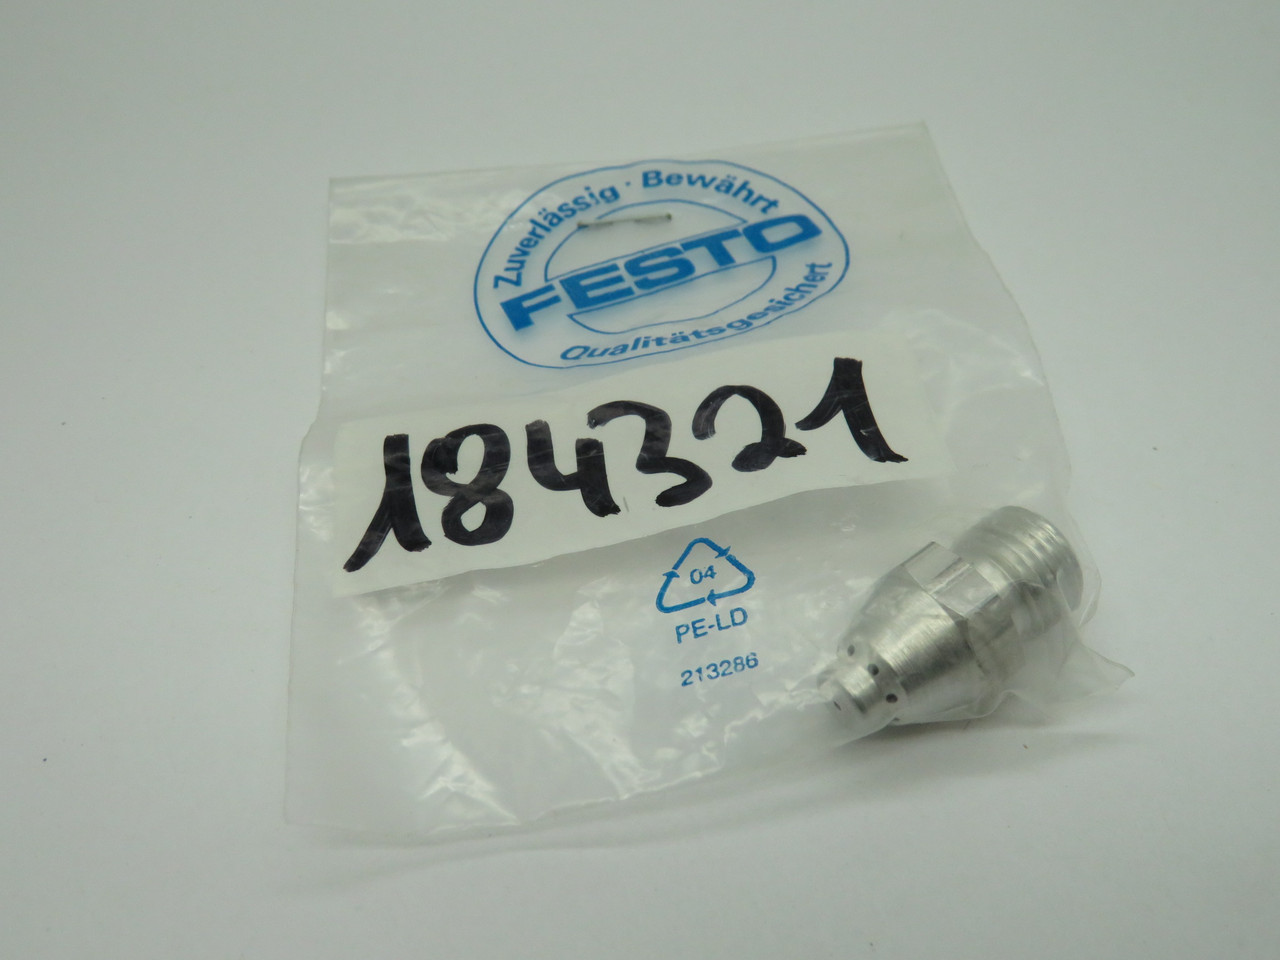 Zuverlässig · Bewährt
FESTO
Qualitätsgesichert
184321
04
PE-LD
213286